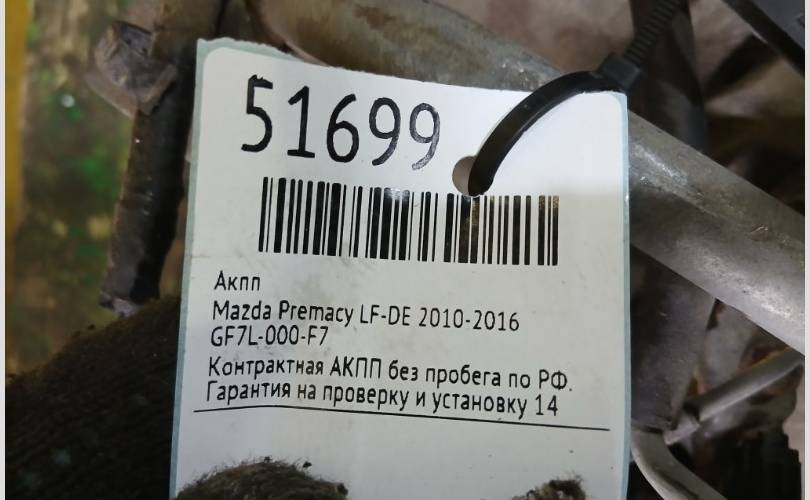 51699
Акпп
Mazda Premacy LF-DE 2010-2016
GF7L-000-F7
Контрактная АКПП без пробега по РФ.
Гарантия на проверку и установку 14